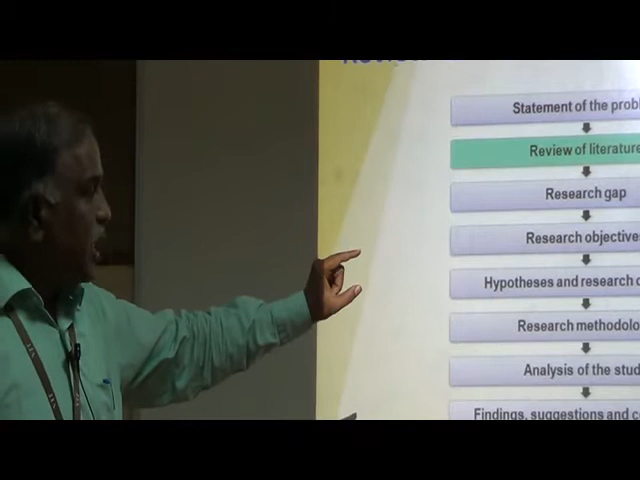 Statement of the prob
Review of literature
Research gap
Research objective
Hypotheses and research
Research methodolo
Analysis of the stud
Findings, suggestions and